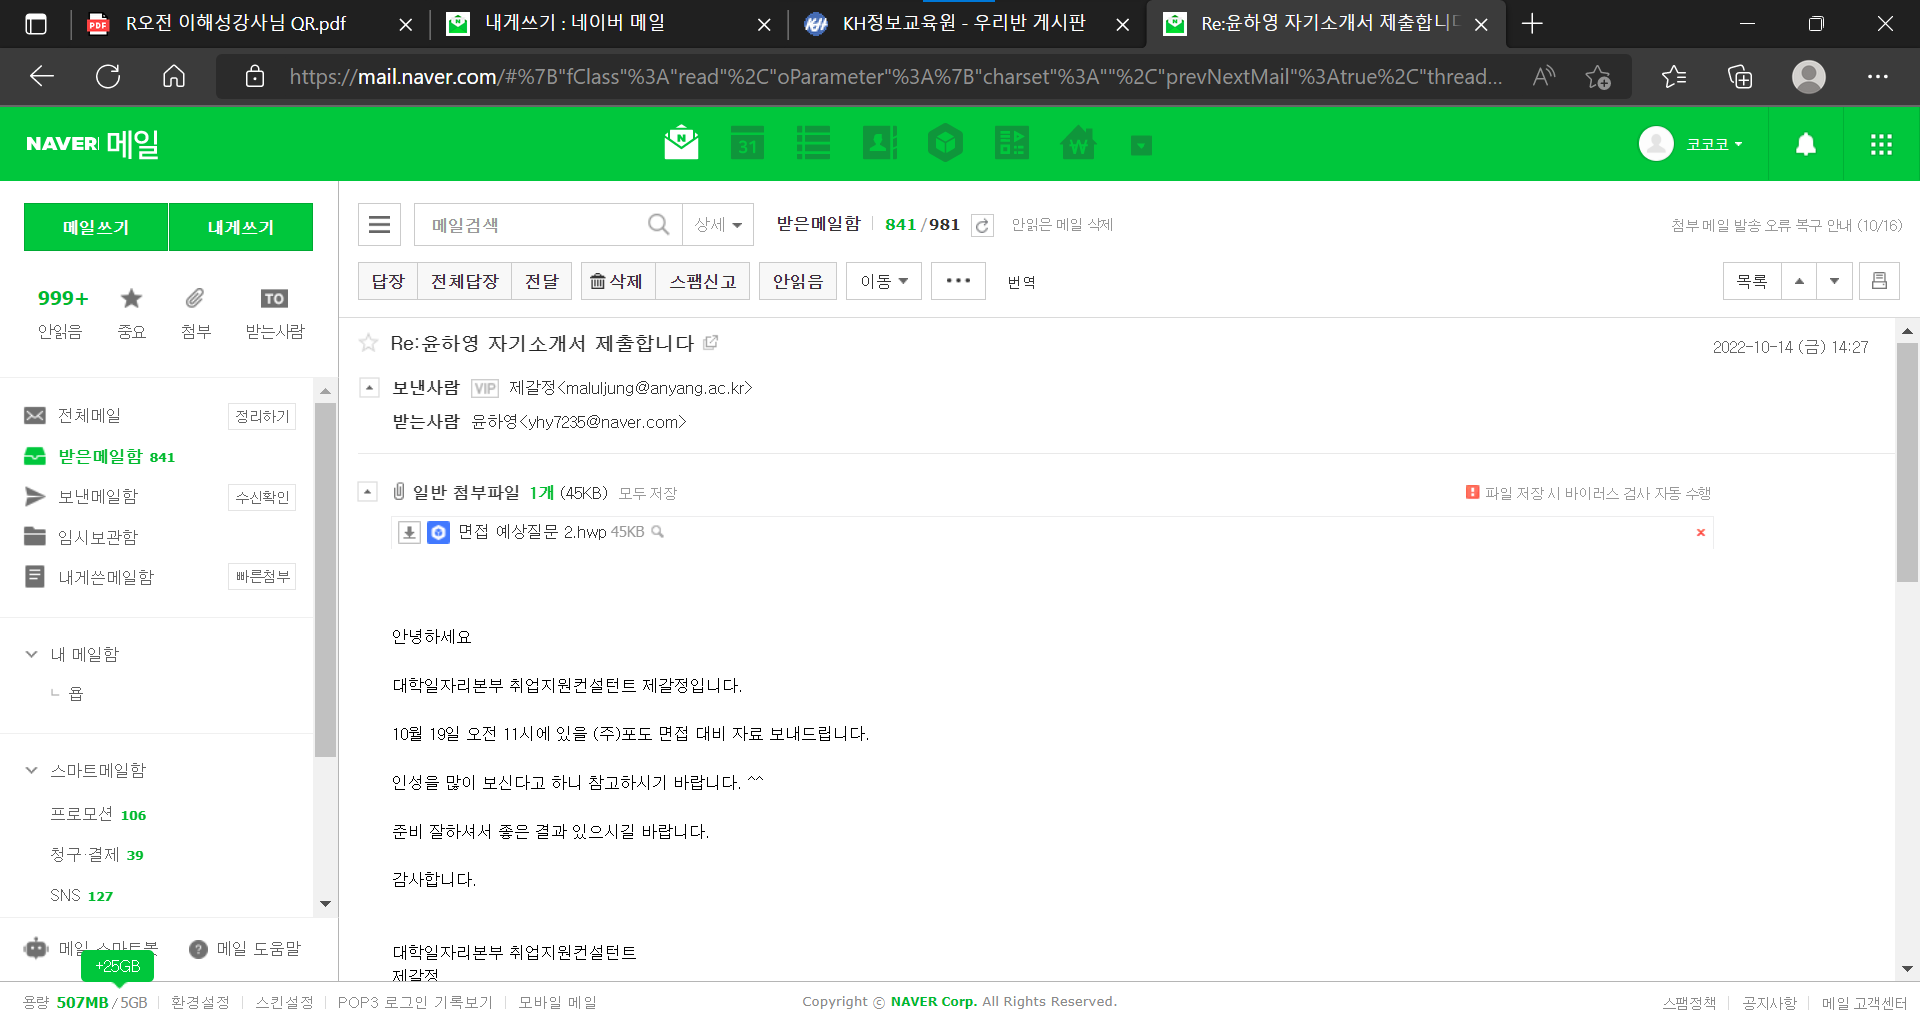 R오전 이해성강사님 QR.pdf
내게쓰기 : 네이버 메일
KH정보교육원 - 우리반 게시판
Re:윤하영 자기소개서 제출합니다
https://mail.naver.com/#%7B"fClass"%3A"read"%2C"oParameter"%3A%7B"charset"%3A""%2C"prevNextMail"%3Atrue%2C"thread...
NAVER 메일
31
코코코
메일쓰기
내게쓰기
메일검색
상세
받은메일함
841/981
안읽은 메일 삭제
첨부 메일 발송 오류 복구 안내 (10/16)
답장
전체답장
전달
삭제
스팸신고
안읽음
이동
•••
번역
목록
999+
안읽음
중요
첨부
TO
받는사람
전체메일
정리하기
받은메일함 841
보낸메일함
수신확인
임시보관함
내게쓴메일함
빠른첨부
내 메일함
욥
스마트메일함
프로모션 106
청구·결제 39
SNS 127
메일 스마트봇
메일 도움말
+25GB
Re:윤하영 자기소개서 제출합니다
2022-10-14 (금) 14:27
보낸사람 VIP 제갈정<maluljung@anyang.ac.kr>
받는사람 윤하영<yhy7235@naver.com>
일반 첨부파일 1개 (45KB) 모두 저장
파일 저장 시 바이러스 검사 자동 수행
면접 예상질문 2.hwp 45KB
안녕하세요
대학일자리본부 취업지원컨설턴트 제갈정입니다.
10월 19일 오전 11시에 있을 (주)포도 면접 대비 자료 보내드립니다.
인성을 많이 보신다고 하니 참고하시기 바랍니다. ^^
준비 잘하셔서 좋은 결과 있으시길 바랍니다.
감사합니다.
대학일자리본부 취업지원컨설턴트
제갈정
용량 507MB/5GB
환경설정
스킨설정
POP3 로그인 기록보기
모바일 메일
Copyright © NAVER Corp. All Rights Reserved.
스팸정책
공지사항
메일 고객센터